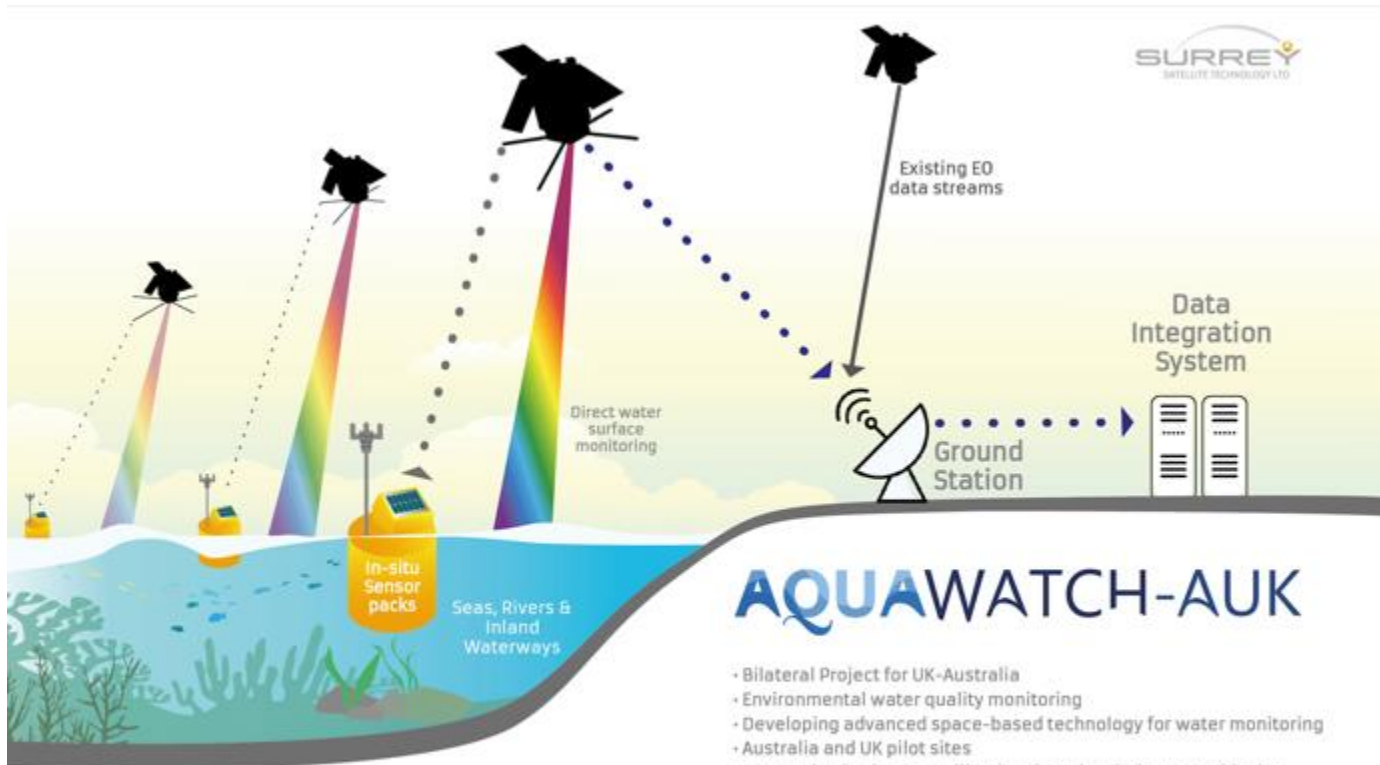 SURREY
SATELLITE TECHNOLOGY LTD
Existing EO
data streams
Data
Integration
System
Direct water
surface
monitoring
Ground
Station
In-situ
Sensor
packs
Seas, Rivers &
Inland
Waterways
AQUAWATCH-AUK
• Bilateral Project for UK-Australia
• Environmental water quality monitoring
• Developing advanced space-based technology for water monitoring
• Australia and UK pilot sites